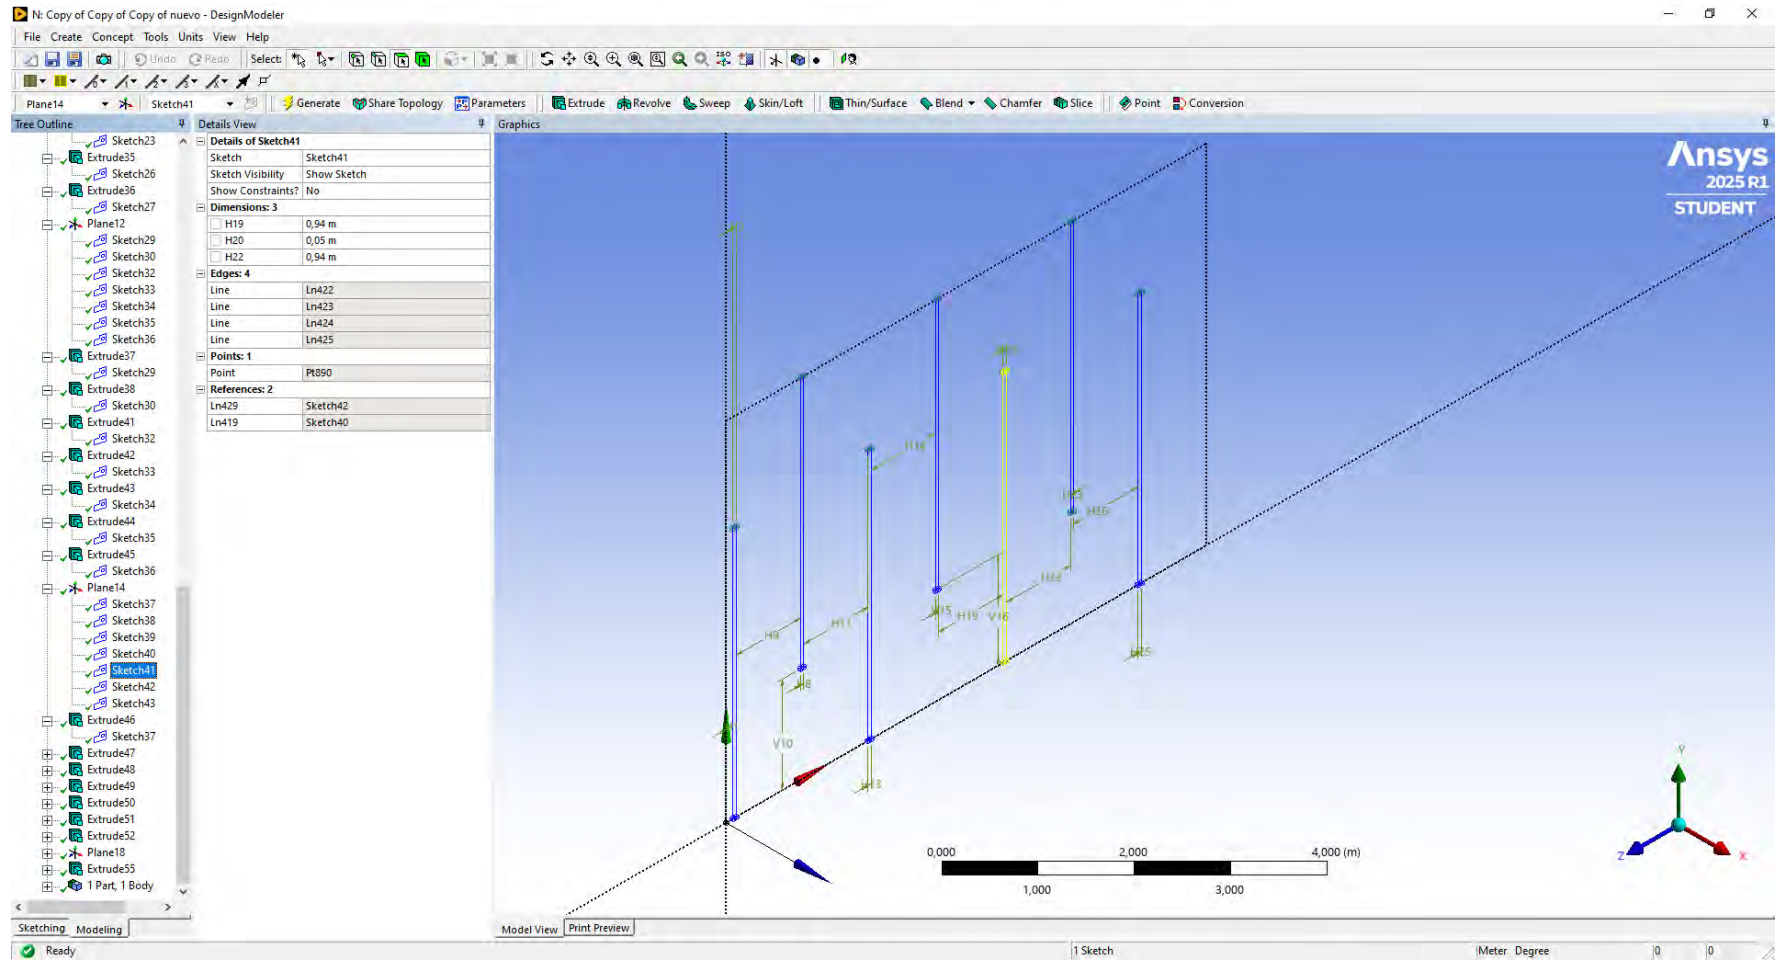 N: Copy of Copy of Copy of nuevo - DesignModeler
File Create Concept Tools Units View Help
Undo Redo Select: ISO
Plane14 Sketch41 Generate Share Topology Parameters Extrude Revolve Sweep Skin/Loft Thin/Surface Blend Chamfer Slice Point Conversion
Tree Outline
Sketch23
Extrude35
Sketch26
Extrude36
Sketch27
Plane12
Sketch29
Sketch30
Sketch32
Sketch33
Sketch34
Sketch35
Sketch36
Extrude37
Sketch29
Extrude38
Sketch30
Extrude41
Sketch32
Extrude42
Sketch33
Extrude43
Sketch34
Extrude44
Sketch35
Extrude45
Sketch36
Plane14
Sketch37
Sketch38
Sketch39
Sketch40
Sketch41
Sketch42
Sketch43
Extrude46
Sketch37
Extrude47
Extrude48
Extrude49
Extrude50
Extrude51
Extrude52
Plane18
Extrude55
1 Part, 1 Body
Sketching Modeling
Details View
Details of Sketch41
Sketch Sketch41
Sketch Visibility Show Sketch
Show Constraints? No
Dimensions: 3
H19 0,94 m
H20 0,05 m
H22 0,94 m
Edges: 4
Line Ln422
Line Ln423
Line Ln424
Line Ln425
Points: 1
Point Pt890
References: 2
Ln429 Sketch42
Ln419 Sketch40
Graphics
Ansys
2025 R1
STUDENT
H26
H22
H19 V16
H11
H9
V10
0,000 2,000 4,000 (m)
1,000 3,000
Y
Z X
Model View Print Preview
Ready 1 Sketch Meter Degree 0 0